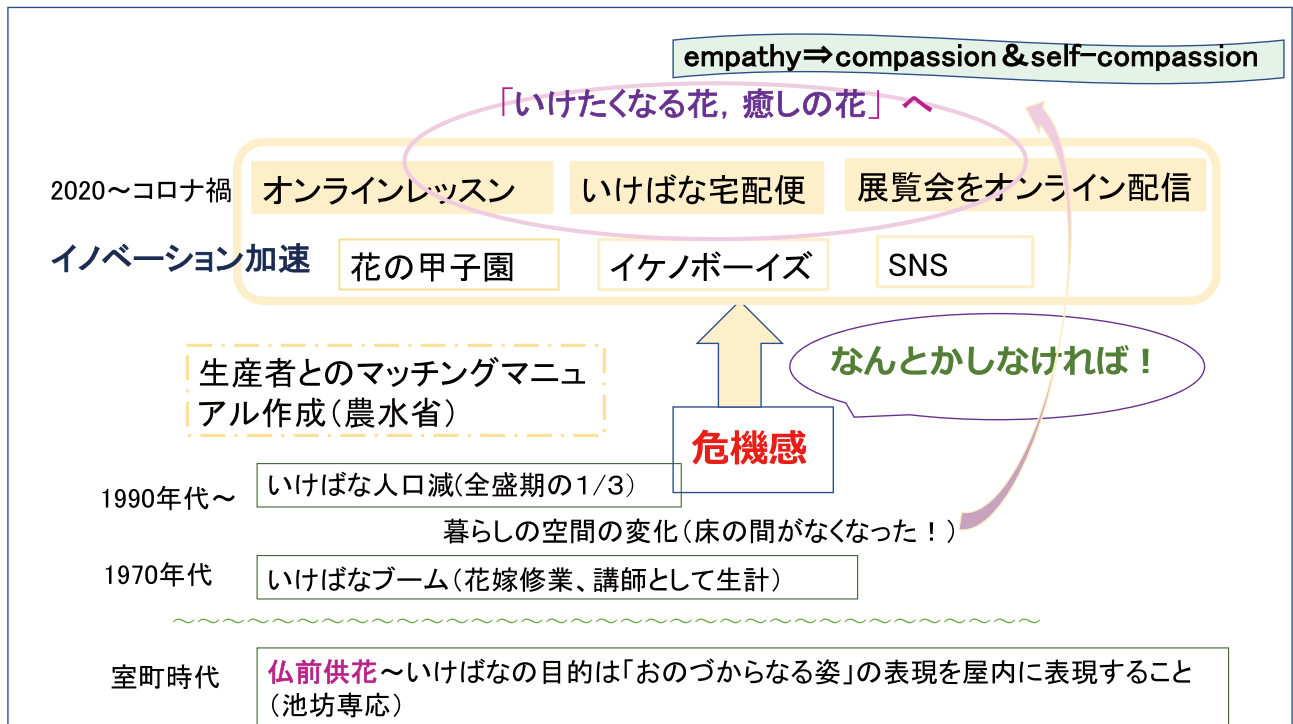 empathy⇒compassion＆self-compassion
「いけたくなる花, 癒しの花」へ
2020～コロナ禍
オンラインレッスン
いけばな宅配便
展覧会をオンライン配信
イノベーション加速
花の甲子園
イケノボーイズ
SNS
生産者とのマッチングマニュ
アル作成（農水省）
なんとかしなければ！
危機感
1990年代～
いけばな人口減(全盛期の１/３)
暮らしの空間の変化（床の間がなくなった！）
1970年代
いけばなブーム（花嫁修業、講師として生計）
～～～～～～～～～～～～～～～～～～～～～～～～～～～～～～～～～～～
室町時代
仏前供花～いけばなの目的は「おのづからなる姿」の表現を屋内に表現すること
（池坊専応）